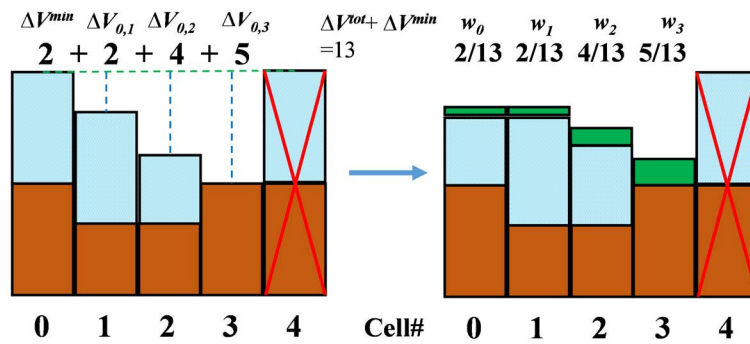 ΔV^min ΔV_0,1 ΔV_0,2 ΔV_0,3 ΔV^tot + ΔV^min w_0 w_1 w_2 w_3
2 + 2 + 4 + 5 =13 2/13 2/13 4/13 5/13
0 1 2 3 4 Cell# 0 1 2 3 4